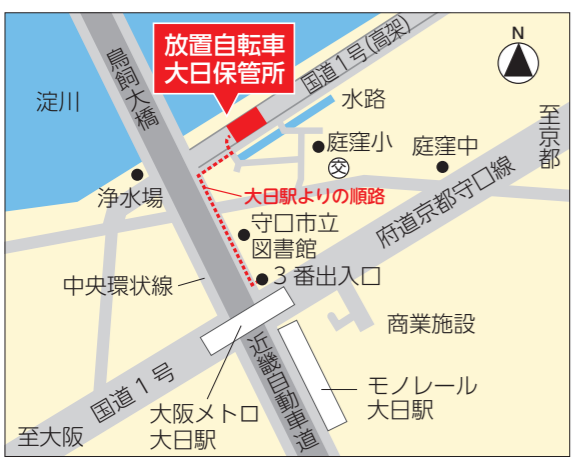 放置自転車
大日保管所
国道1号(高架)
N
鳥飼大橋
淀川
水路
至京都
庭窪小
交
庭窪中
浄水場
大日駅よりの順路
府道京都守口線
守口市立
図書館
3番出入口
中央環状線
商業施設
近畿自動車道
国道1号
モノレール
大日駅
大阪メトロ
大日駅
至大阪